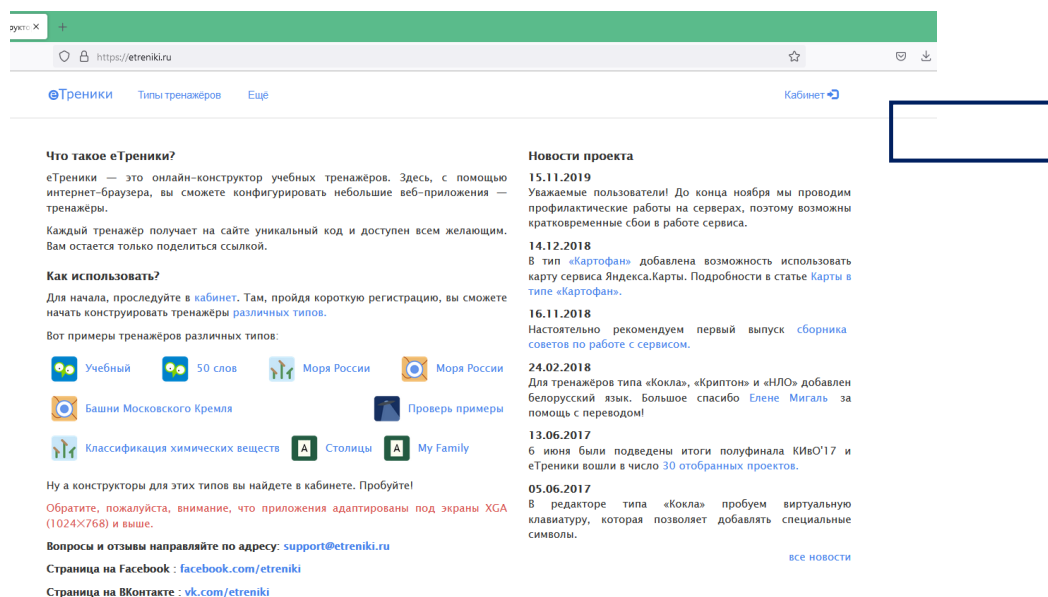 https://etreniki.ru
еТреники Типы тренажёров Ещё Кабинет
Что такое еТреники?
еТреники — это онлайн-конструктор учебных тренажёров. Здесь, с помощью
интернет-браузера, вы сможете конфигурировать небольшие веб-приложения —
тренажёры.
Каждый тренажёр получает на сайте уникальный код и доступен всем желающим.
Вам остается только поделиться ссылкой.
Как использовать?
Для начала, проследуйте в кабинет. Там, пройдя короткую регистрацию, вы сможете
начать конструировать тренажёры различных типов.
Вот примеры тренажёров различных типов:
Учебный 50 слов Моря России Моря России
Башни Московского Кремля Проверь примеры
Классификация химических веществ А Столицы А My Family
Ну а конструкторы для этих типов вы найдете в кабинете. Пробуйте!
Обратите, пожалуйста, внимание, что приложения адаптированы под экраны XGA
(1024×768) и выше.
Вопросы и отзывы направляйте по адресу: support@etreniki.ru
Страница на Facebook : facebook.com/etreniki
Страница на ВКонтакте : vk.com/etreniki
Новости проекта
15.11.2019
Уважаемые пользователи! До конца ноября мы проводим
профилактические работы на серверах, поэтому возможны
кратковременные сбои в работе сервиса.
14.12.2018
В тип «Картофан» добавлена возможность использовать
карту сервиса Яндекса.Карты. Подробности в статье Карты в
типе «Картофан».
16.11.2018
Настоятельно рекомендуем первый выпуск сборника
советов по работе с сервисом.
24.02.2018
Для тренажёров типа «Кокла», «Криптон» и «НЛО» добавлен
белорусский язык. Большое спасибо Елене Мигаль за
помощь с переводом!
13.06.2017
6 июня были подведены итоги полуфинала КИвО'17 и
еТреники вошли в число 30 отобранных проектов.
05.06.2017
В редакторе типа «Кокла» пробуем виртуальную
клавиатуру, которая позволяет добавлять специальные
символы.
все новости